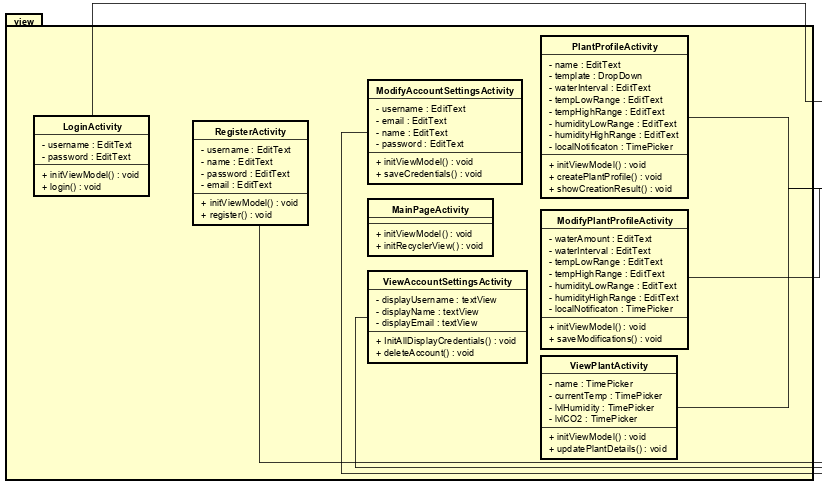 view
LoginActivity
- username : EditText
- password : EditText
+ initViewModel() : void
+ login() : void
RegisterActivity
- username : EditText
- name : EditText
- password : EditText
- email : EditText
+ initViewModel() : void
+ register() : void
ModifyAccountSettingsActivity
- username : EditText
- email : EditText
- name : EditText
- password : EditText
+ initViewModel() : void
+ saveCredentials() : void
MainPageActivity
+ initViewModel() : void
+ initRecyclerView() : void
ViewAccountSettingsActivity
- displayUsername : textView
- displayName : textView
- displayEmail : textView
+ InitAllDisplayCredentials() : void
+ deleteAccount() : void
PlantProfileActivity
- name : EditText
- template : DropDown
- waterInterval : EditText
- tempLowRange : EditText
- tempHighRange : EditText
- humidityLowRange : EditText
- humidityHighRange : EditText
- localNotificaton : TimePicker
+ initViewModel() : void
+ createPlantProfile() : void
+ showCreationResult() : void
ModifyPlantProfileActivity
- waterAmount : EditText
- waterInterval : EditText
- tempLowRange : EditText
- tempHighRange : EditText
- humidityLowRange : EditText
- humidityHighRange : EditText
- localNotificaton : TimePicker
+ initViewModel() : void
+ saveModifications() : void
ViewPlantActivity
- name : TimePicker
- currentTemp : TimePicker
- lvlHumidity : TimePicker
- lvlCO2 : TimePicker
+ initViewModel() : void
+ updatePlantDetails() : void